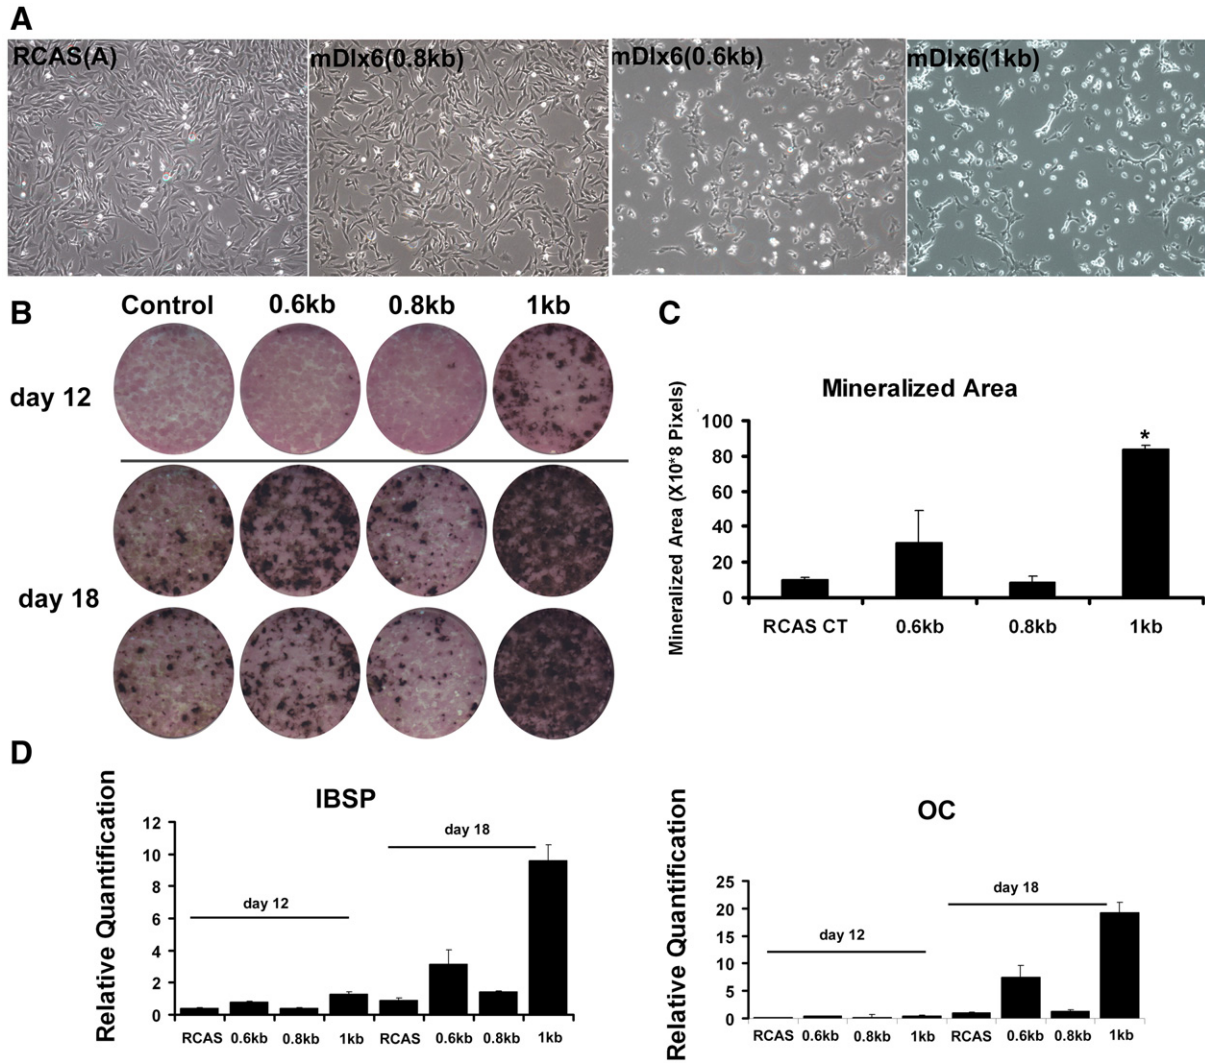 A
RCAS(A) mDlx6(0.8kb) mDlx6(0.6kb) mDlx6(1kb)
B
Control 0.6kb 0.8kb 1kb
day 12
day 18
C
Mineralized Area
Mineralized Area (X10*8 Pixels)
100
80
60
40
20
0
*
RCAS CT 0.6kb 0.8kb 1kb
D
IBSP
Relative Quantification
12
10
8
6
4
2
0
day 12
day 18
RCAS 0.6kb 0.8kb 1kb RCAS 0.6kb 0.8kb 1kb
OC
Relative Quantification
25
20
15
10
5
0
day 12
day 18
RCAS 0.6kb 0.8kb 1kb RCAS 0.6kb 0.8kb 1kb